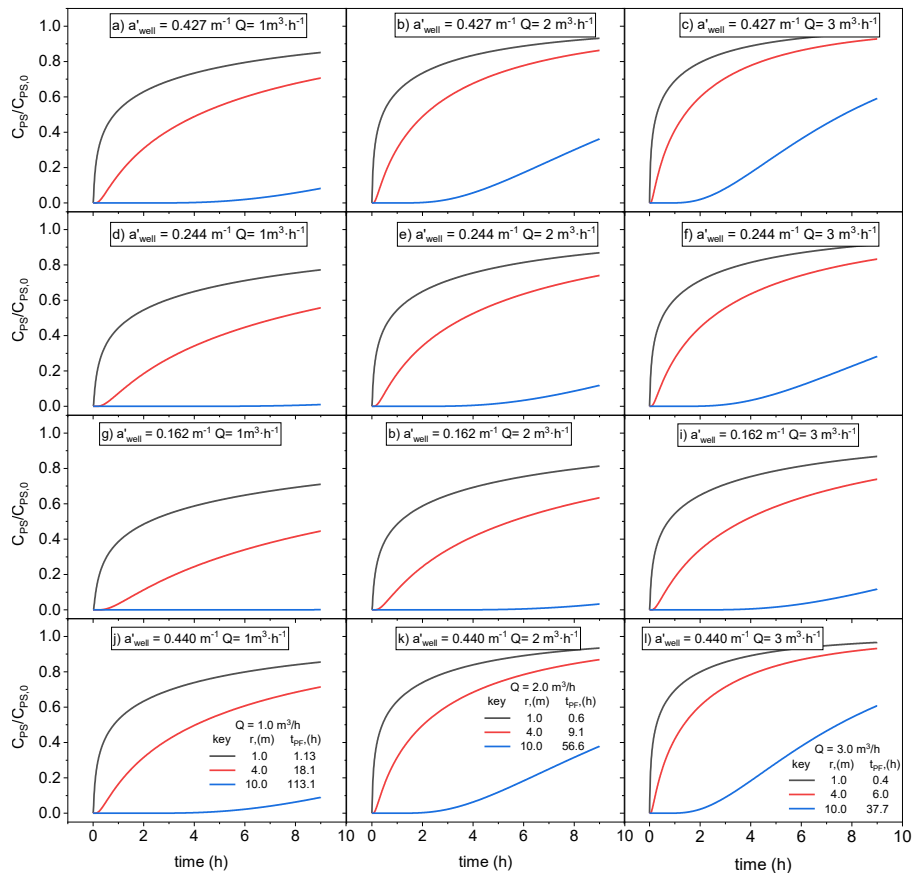 a) a'well = 0.427 m-1 Q= 1m3·h-1
b) a'well = 0.427 m-1 Q= 2 m3·h-1
c) a'well = 0.427 m-1 Q= 3 m3·h-1
CPS/CPS,0
1.0
0.8
0.6
0.4
0.2
0.0
d) a'well = 0.244 m-1 Q= 1m3·h-1
e) a'well = 0.244 m-1 Q= 2 m3·h-1
f) a'well = 0.244 m-1 Q= 3 m3·h-1
CPS/CPS,0
1.0
0.8
0.6
0.4
0.2
0.0
g) a'well = 0.162 m-1 Q= 1m3·h-1
b) a'well = 0.162 m-1 Q= 2 m3·h-1
i) a'well = 0.162 m-1 Q= 3 m3·h-1
CPS/CPS,0
1.0
0.8
0.6
0.4
0.2
0.0
j) a'well = 0.440 m-1 Q= 1m3·h-1
k) a'well = 0.440 m-1 Q= 2 m3·h-1
l) a'well = 0.440 m-1 Q= 3 m3·h-1
CPS/CPS,0
1.0
0.8
0.6
0.4
0.2
0.0
Q = 1.0 m3/h
key r,(m) tPF,(h)
1.0 1.13
4.0 18.1
10.0 113.1
Q = 2.0 m3/h
key r,(m) tPF,(h)
1.0 0.6
4.0 9.1
10.0 56.6
Q = 3.0 m3/h
key r,(m) tPF,(h)
1.0 0.4
4.0 6.0
10.0 37.7
0 2 4 6 8 10
0 2 4 6 8 10
0 2 4 6 8 10
time (h)
time (h)
time (h)